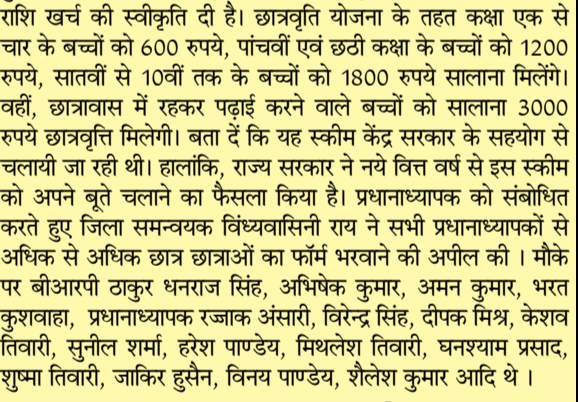 राशि खर्च की स्वीकृति दी है। छात्रवृति योजना के तहत कक्षा एक से
चार के बच्चों को 600 रुपये, पांचवीं एवं छठी कक्षा के बच्चों को 1200
रुपये, सातवीं से 10वीं तक के बच्चों को 1800 रुपये सालाना मिलेंगे।
वहीं, छात्रावास में रहकर पढ़ाई करने वाले बच्चों को सालाना 3000
रुपये छात्रवृत्ति मिलेगी। बता दें कि यह स्कीम केंद्र सरकार के सहयोग से
चलायी जा रही थी। हालांकि, राज्य सरकार ने नये वित्त वर्ष से इस स्कीम
को अपने बूते चलाने का फैसला किया है। प्रधानाध्यापक को संबोधित
करते हुए जिला समन्वयक विंध्यवासिनी राय ने सभी प्रधानाध्यापकों से
अधिक से अधिक छात्र छात्राओं का फॉर्म भरवाने की अपील की । मौके
पर बीआरपी ठाकुर धनराज सिंह, अभिषेक कुमार, अमन कुमार, भरत
कुशवाहा, प्रधानाध्यापक रज्जाक अंसारी, विरेन्द्र सिंह, दीपक मिश्र, केशव
तिवारी, सुनील शर्मा, हरेश पाण्डेय, मिथलेश तिवारी, घनश्याम प्रसाद,
शुष्मा तिवारी, जाकिर हुसैन, विनय पाण्डेय, शैलेश कुमार आदि थे ।